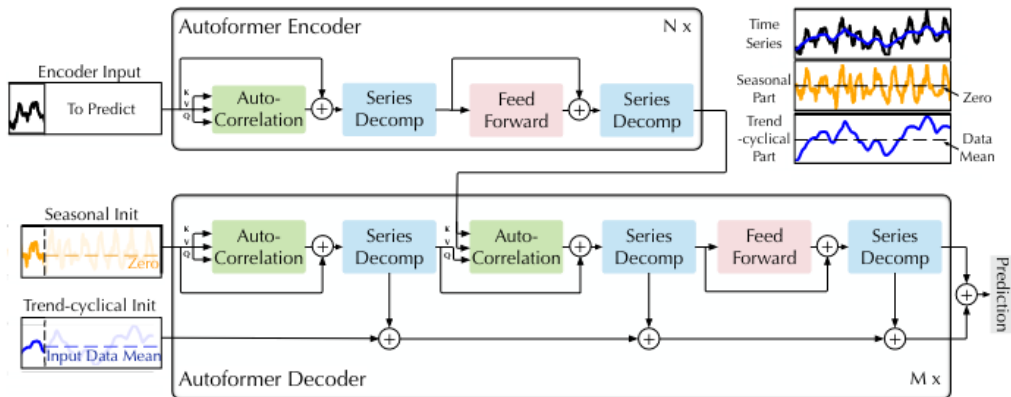 Autoformer Encoder
N x
Encoder Input
To Predict
K
V
Q
Auto-
Correlation
+
Series
Decomp
Feed
Forward
+
Series
Decomp
Time
Series
Seasonal
Part
Zero
Trend
-cyclical
Part
Data
Mean
Seasonal Init
Zero
K
V
Q
Auto-
Correlation
+
Series
Decomp
K
V
Q
Auto-
Correlation
+
Series
Decomp
Feed
Forward
+
Series
Decomp
+
Prediction
Trend-cyclical Init
Input Data Mean
+
+
+
Autoformer Decoder
M x